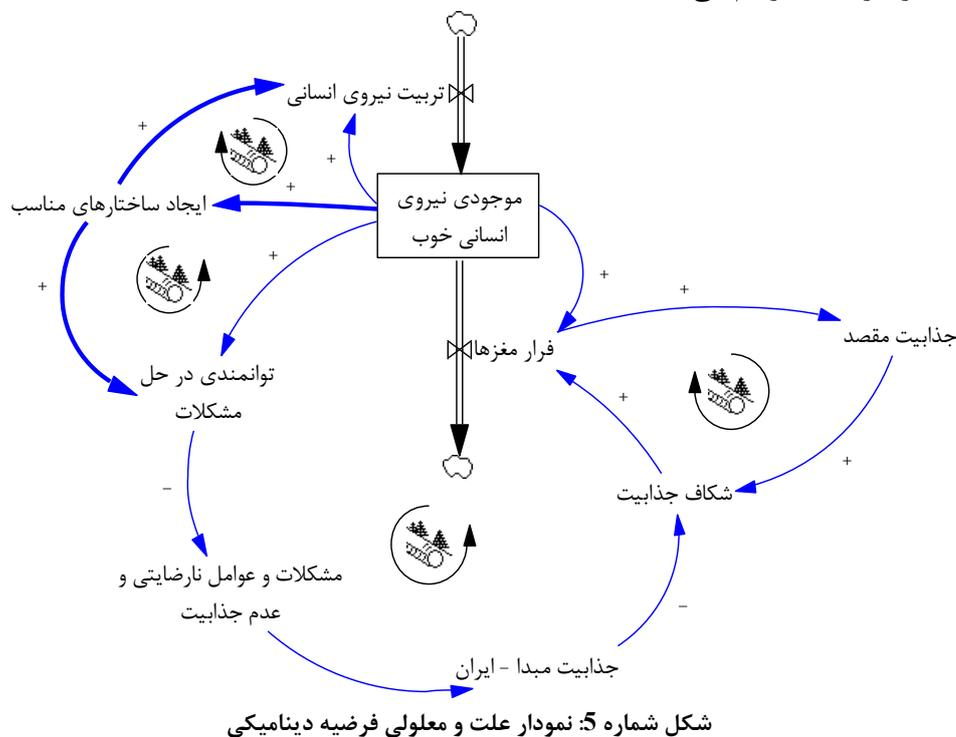 تربیت نیروی انسانی
+
+
+
ایجاد ساختارهای مناسب
موجودی نیروی
انسانی خوب
+
+
+
+
جذابیت مقصد
فرار مغزها
توانمندی در حل
مشکلات
+
+
شکاف جذابیت
–
مشکلات و عوامل نارضایتی و
عدم جذابیت
–
جذابیت مبدا - ایران
شکل شماره 5: نمودار علت و معلولی فرضیه دینامیکی